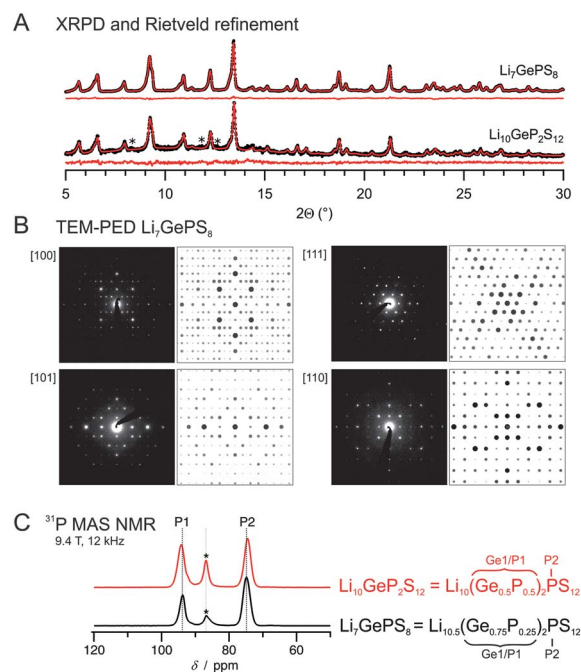 A XRPD and Rietveld refinement
Li₇GePS₈
Li₁₀GeP₂S₁₂
* * *
5 10 15 20 25 30
2Θ (°)
B TEM-PED Li₇GePS₈
[100] [111]
[101] [110]
C ³¹P MAS NMR
9.4 T, 12 kHz
P1 P2
*
*
P2
Ge1/P1
Li₁₀GeP₂S₁₂ = Li₁₀(Ge₀.₅P₀.₅)₂PS₁₂
Li₇GePS₈ = Li₁₀.₅(Ge₀.₇₅P₀.₂₅)₂PS₁₂
Ge1/P1
P2
120 100 80 60
δ / ppm